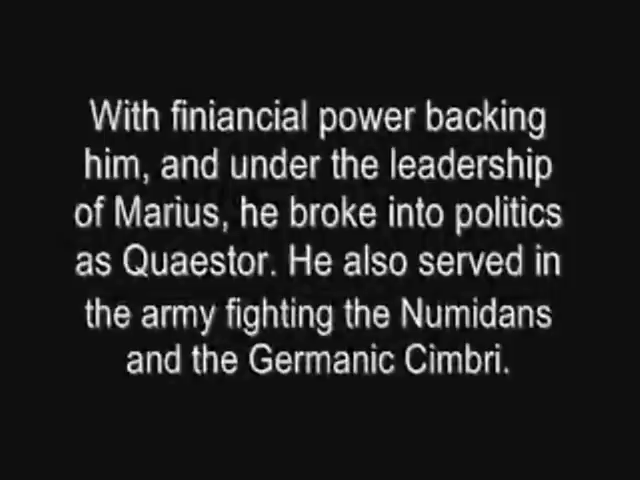 With finiancial power backing
him, and under the leadership
of Marius, he broke into politics
as Quaestor. He also served in
the army fighting the Numidans
and the Germanic Cimbri.